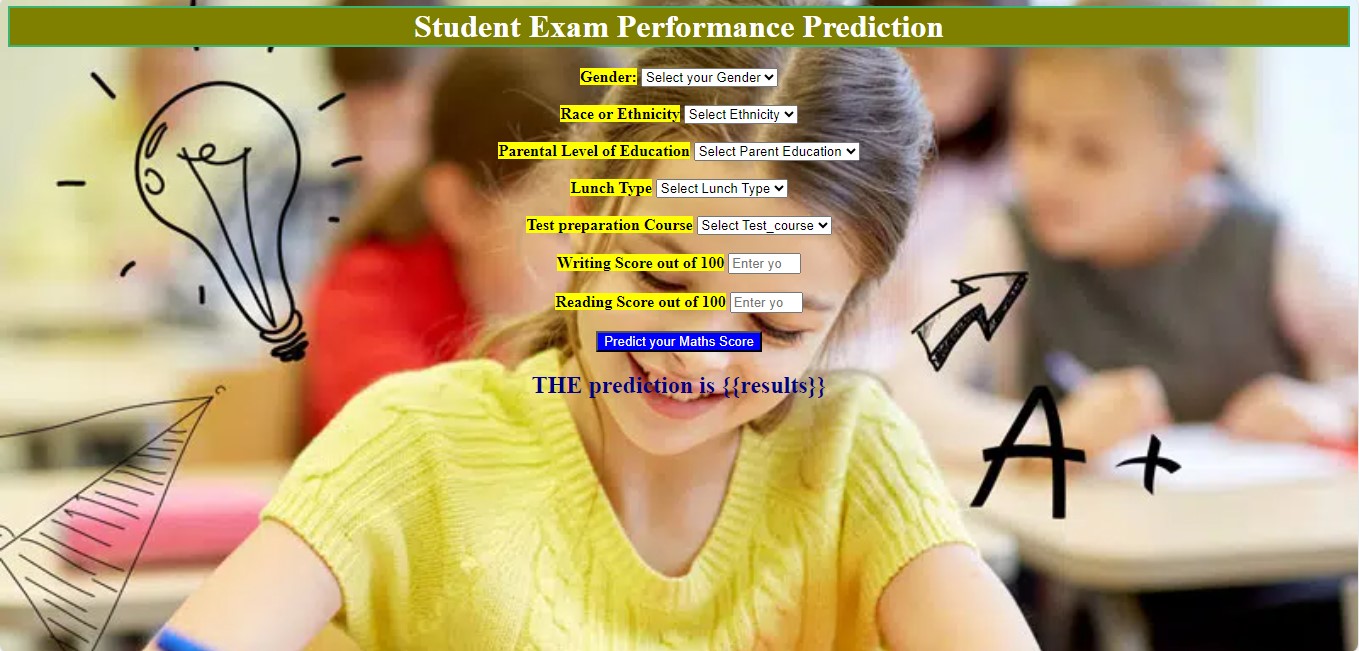 Student Exam Performance Prediction
Gender: Select your Gender
Race or Ethnicity Select Ethnicity
Parental Level of Education Select Parent Education
Lunch Type Select Lunch Type
Test preparation Course Select Test_course
Writing Score out of 100 Enter yo
Reading Score out of 100 Enter yo
Predict your Maths Score
THE prediction is {{results}}
A +